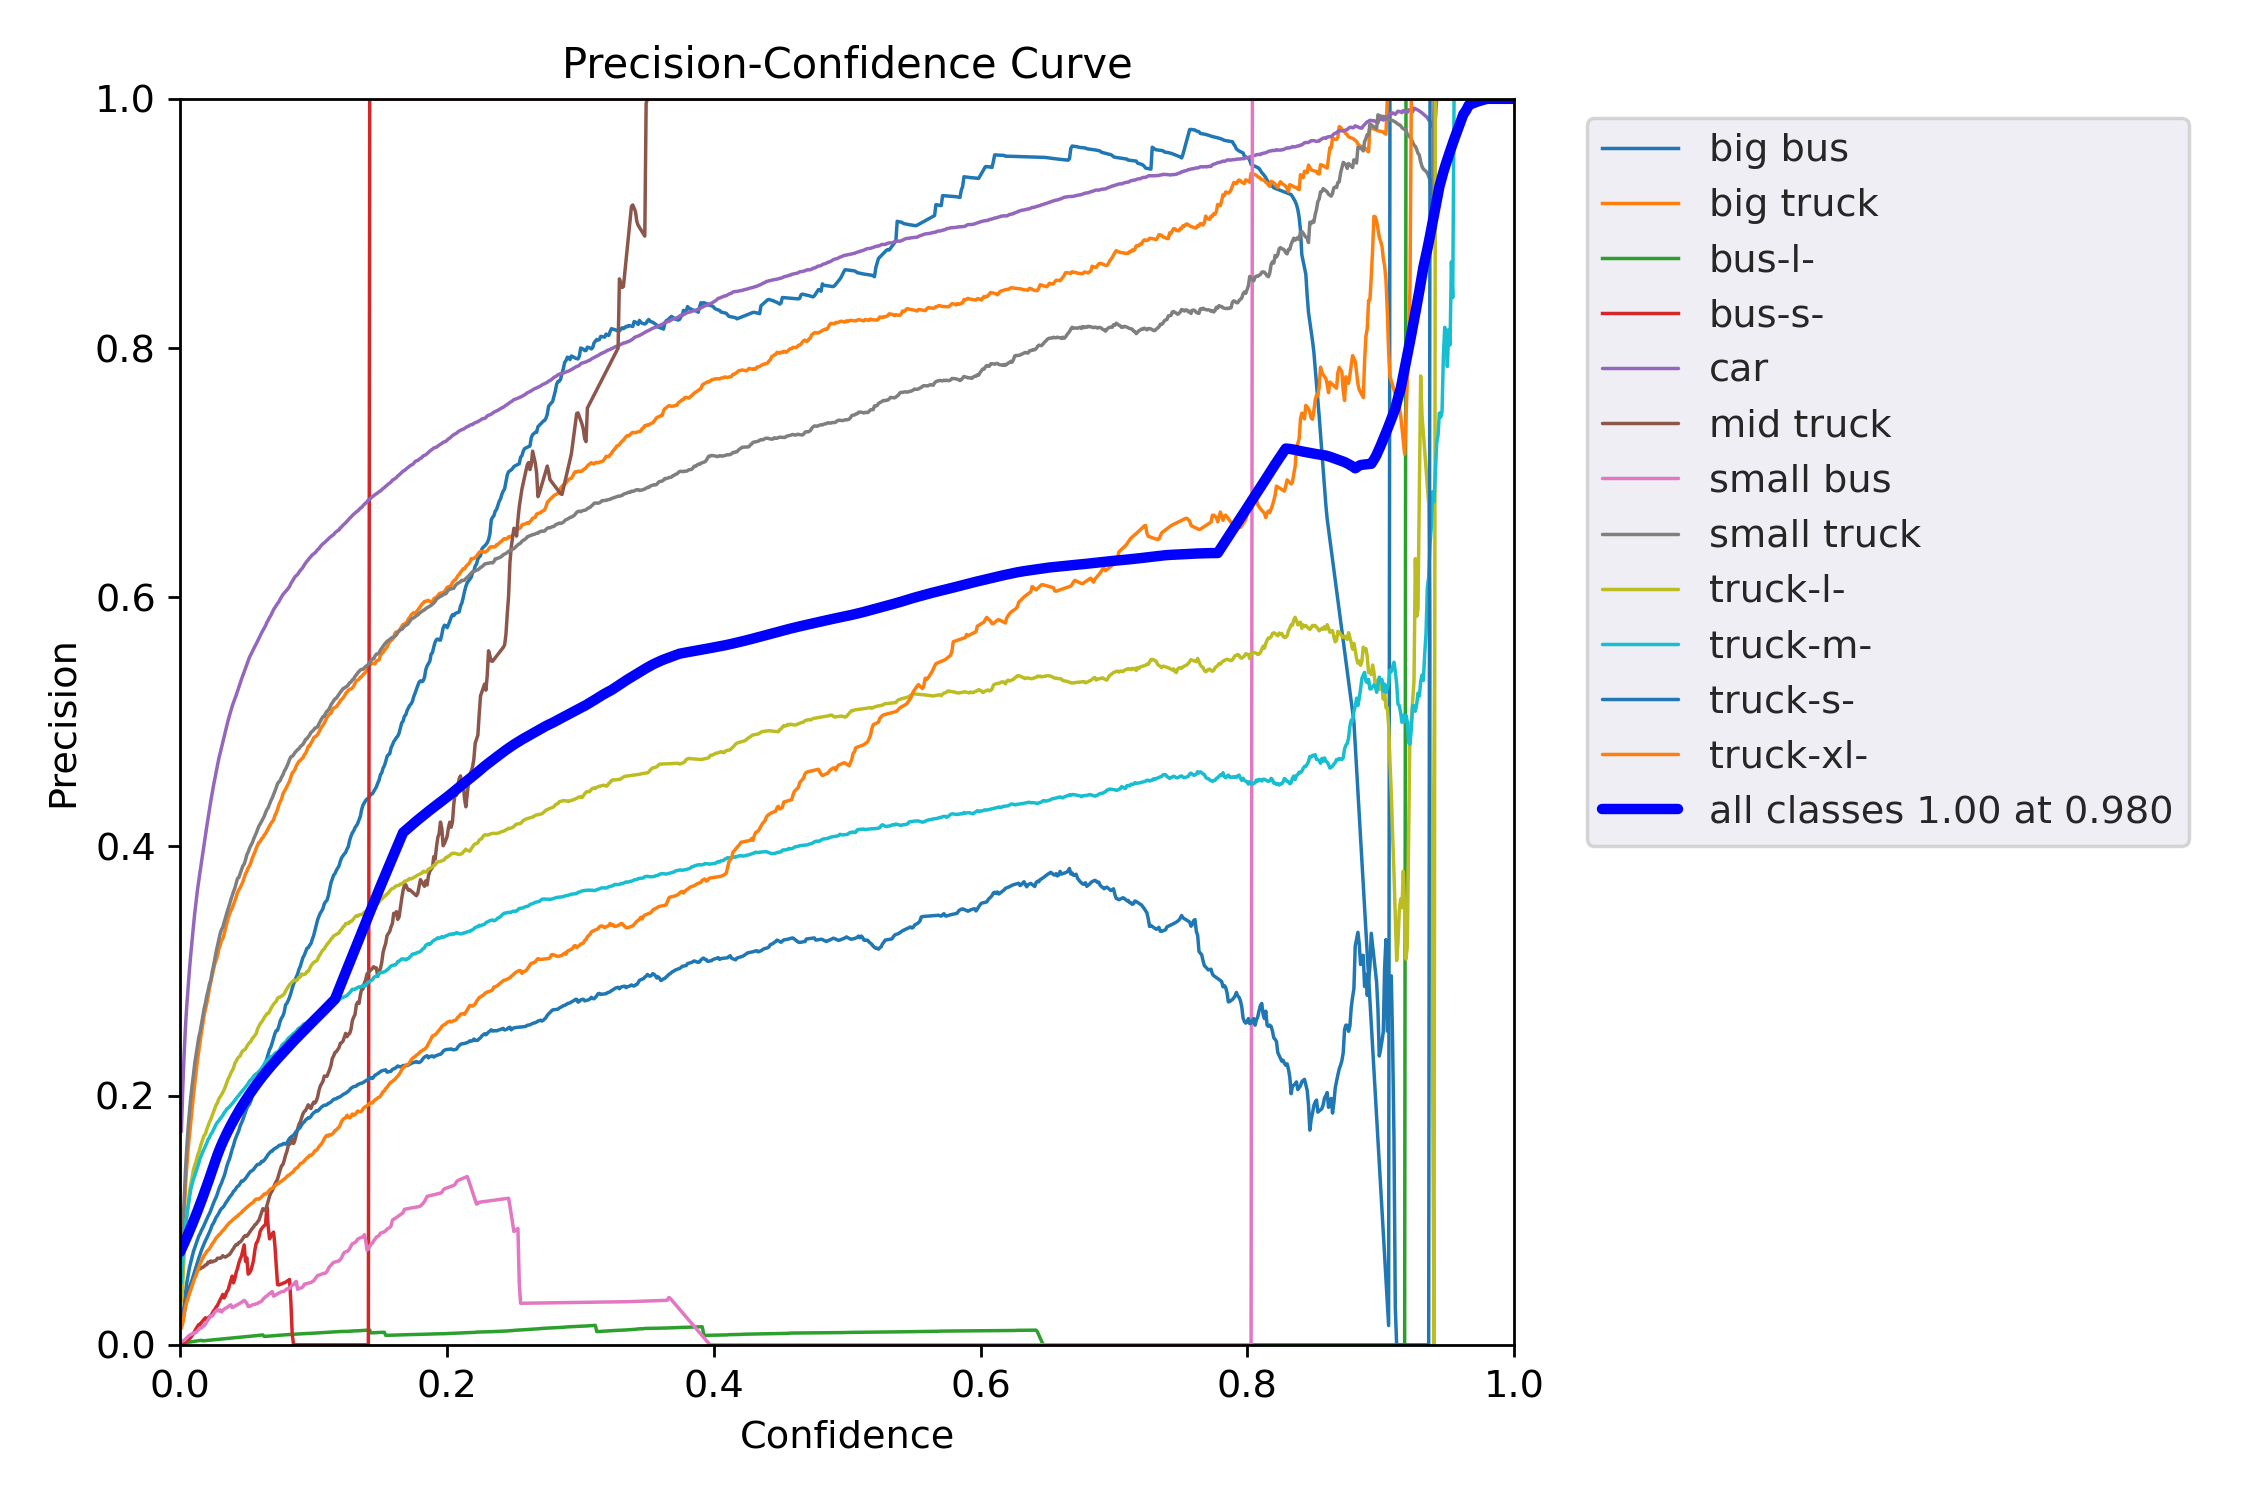 Precision-Confidence Curve
1.0
0.8
0.6
0.4
0.2
0.0
Precision
0.0 0.2 0.4 0.6 0.8 1.0
Confidence
big bus
big truck
bus-l-
bus-s-
car
mid truck
small bus
small truck
truck-l-
truck-m-
truck-s-
truck-xl-
all classes 1.00 at 0.980